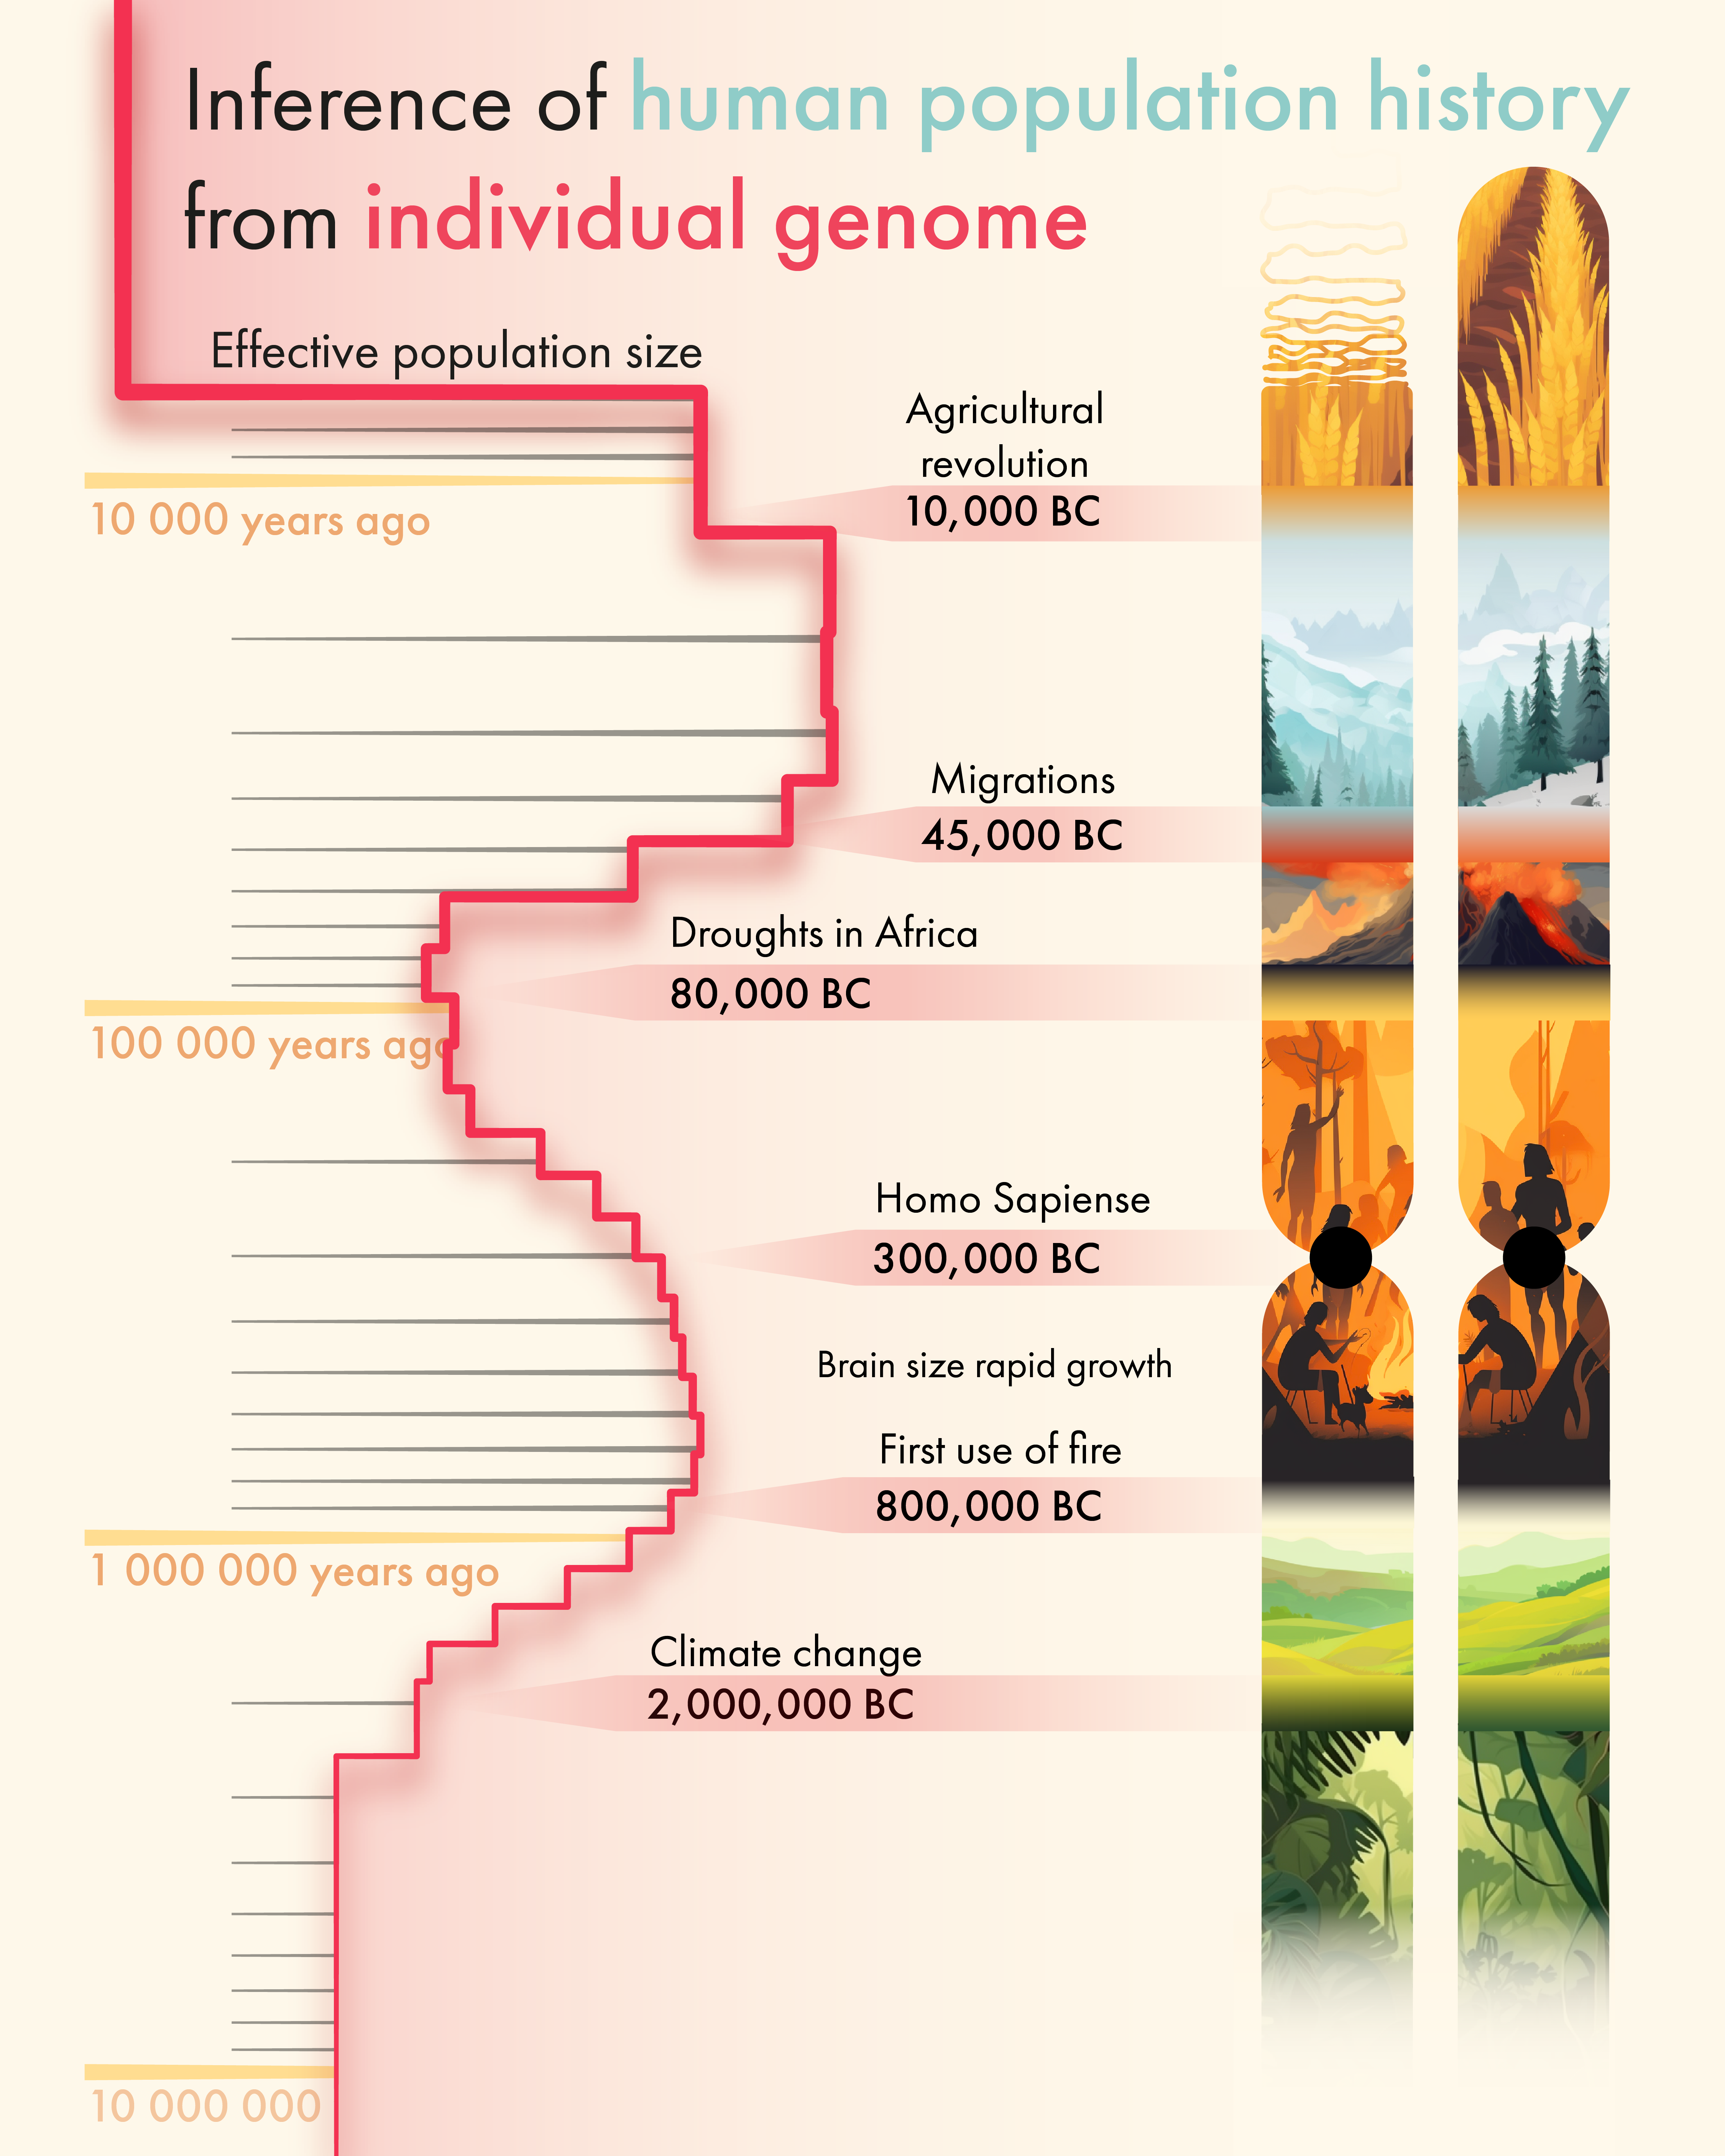 Inference of human population history
from individual genome
Effective population size
Agricultural
revolution
10,000 BC
10 000 years ago
Migrations
45,000 BC
Droughts in Africa
80,000 BC
100 000 years ago
Homo Sapiense
300,000 BC
Brain size rapid growth
First use of fire
800,000 BC
1 000 000 years ago
Climate change
2,000,000 BC
10 000 000